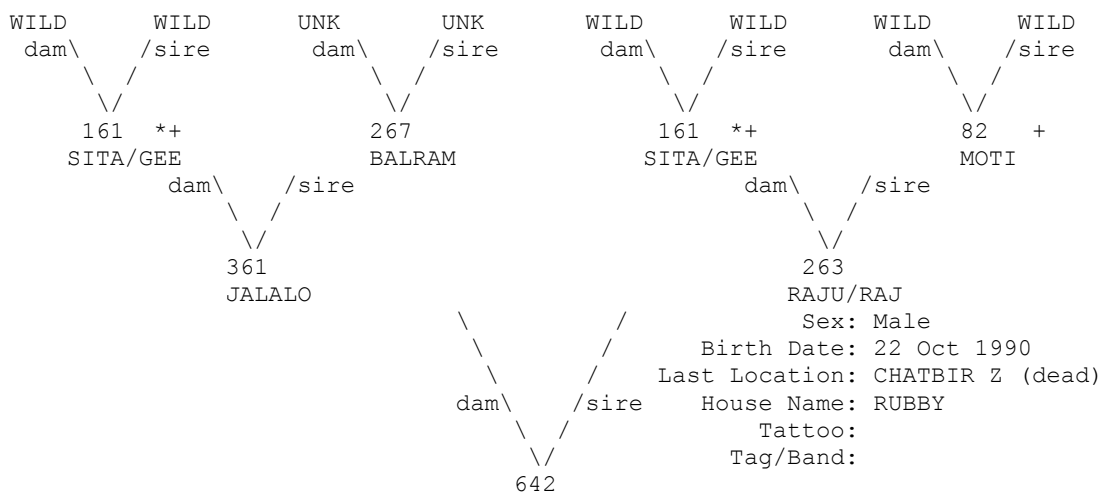 WILD WILD UNK UNK WILD WILD WILD WILD
dam\ /sire dam\ /sire dam\ /sire dam\ /sire
\ / \ / \ / \ /
\/ \/ \/ \/
161 *+ 267 161 *+ 82 +
SITA/GEE BALRAM SITA/GEE MOTI
dam\ /sire dam\ /sire
\ / \ /
\/ \/
361 263
JALALO RAJU/RAJ
\ / Sex: Male
\ / Birth Date: 22 Oct 1990
\ / Last Location: CHATBIR Z (dead)
dam\ /sire House Name: RUBBY
\ / Tattoo:
\/ Tag/Band:
642